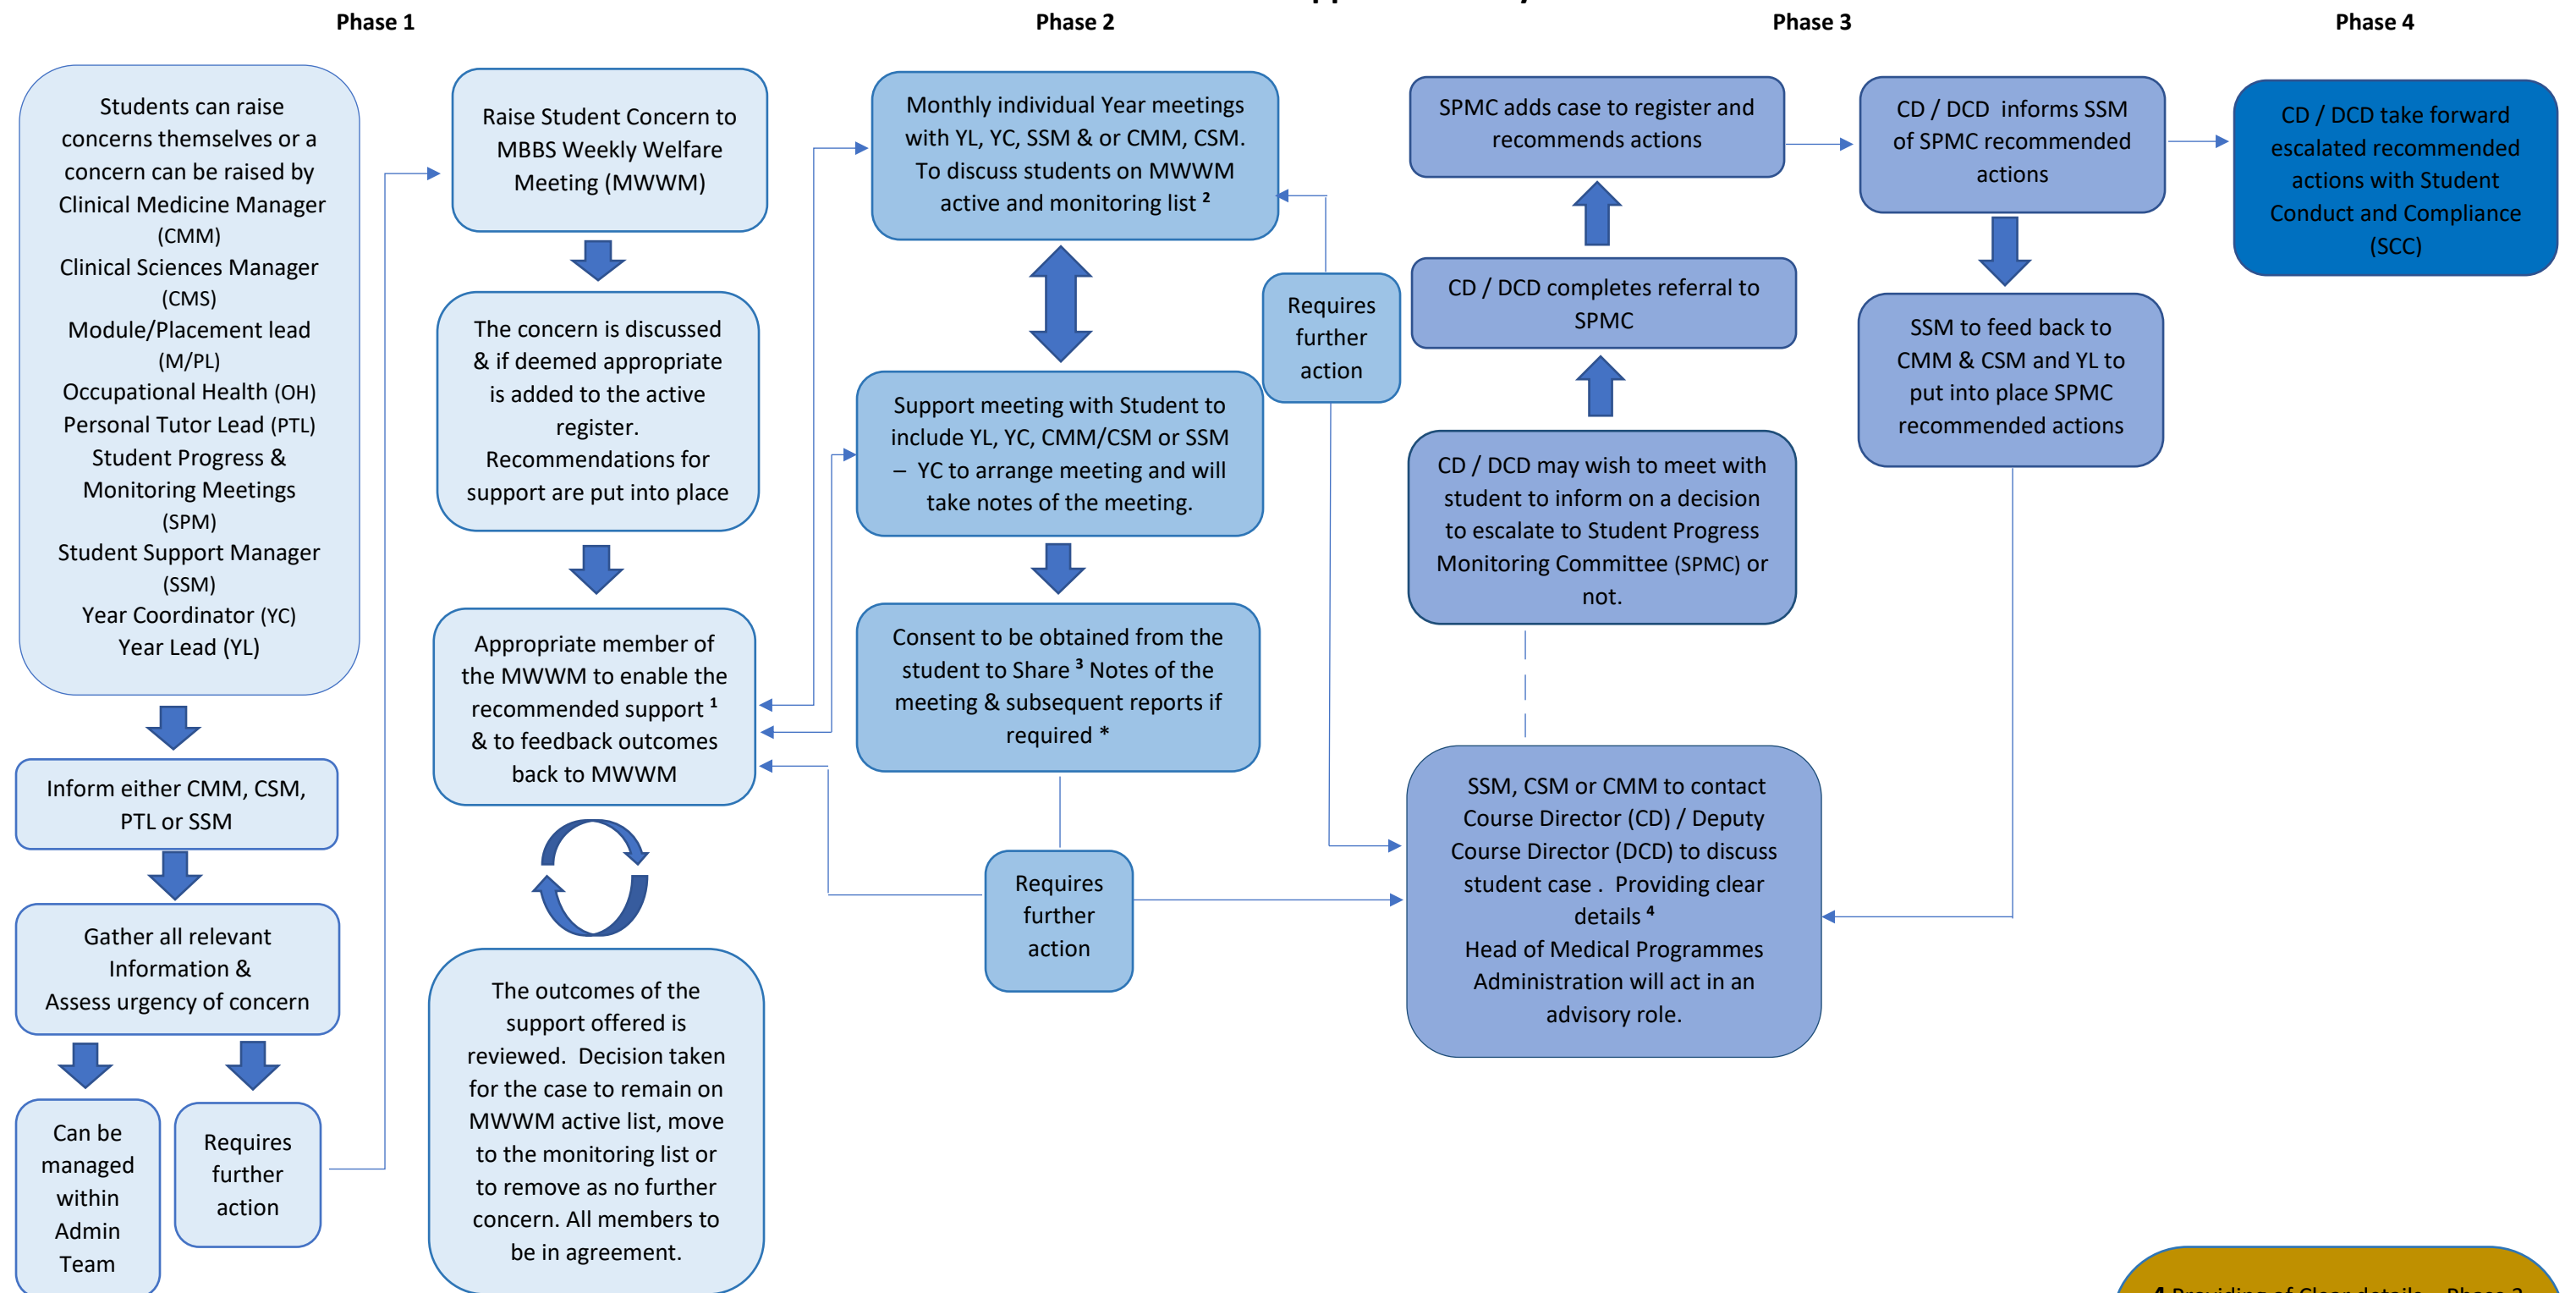 Phase 1
Phase 2
Phase 3
Phase 4
Students can raise
concerns themselves or a
concern can be raised by
Clinical Medicine Manager
(CMM)
Clinical Sciences Manager
(CMS)
Module/Placement lead
(M/PL)
Occupational Health (OH)
Personal Tutor Lead (PTL)
Student Progress &
Monitoring Meetings
(SPM)
Student Support Manager
(SSM)
Year Coordinator (YC)
Year Lead (YL)
Inform either CMM, CSM,
PTL or SSM
Gather all relevant
Information &
Assess urgency of concern
Can be
managed
within
Admin
Team
Requires
further
action
Raise Student Concern to
MBBS Weekly Welfare
Meeting (MWWM)
The concern is discussed
& if deemed appropriate
is added to the active
register.
Recommendations for
support are put into place
Appropriate member of
the MWWM to enable the
recommended support ¹
& to feedback outcomes
back to MWWM
The outcomes of the
support offered is
reviewed. Decision taken
for the case to remain on
MWWM active list, move
to the monitoring list or
to remove as no further
concern. All members to
be in agreement.
Monthly individual Year meetings
with YL, YC, SSM & or CMM, CSM.
To discuss students on MWWM
active and monitoring list ²
Support meeting with Student to
include YL, YC, CMM/CSM or SSM
– YC to arrange meeting and will
take notes of the meeting.
Consent to be obtained from the
student to Share ³ Notes of the
meeting & subsequent reports if
required *
Requires
further
action
Requires
further
action
SPMC adds case to register and
recommends actions
CD / DCD completes referral to
SPMC
CD / DCD may wish to meet with
student to inform on a decision
to escalate to Student Progress
Monitoring Committee (SPMC) or
not.
SSM, CSM or CMM to contact
Course Director (CD) / Deputy
Course Director (DCD) to discuss
student case . Providing clear
details ⁴
Head of Medical Programmes
Administration will act in an
advisory role.
CD / DCD informs SSM
of SPMC recommended
actions
SSM to feed back to
CMM & CSM and YL to
put into place SPMC
recommended actions
CD / DCD take forward
escalated recommended
actions with Student
Conduct and Compliance
(SCC)
4 Providing of Clear details – Phase 3